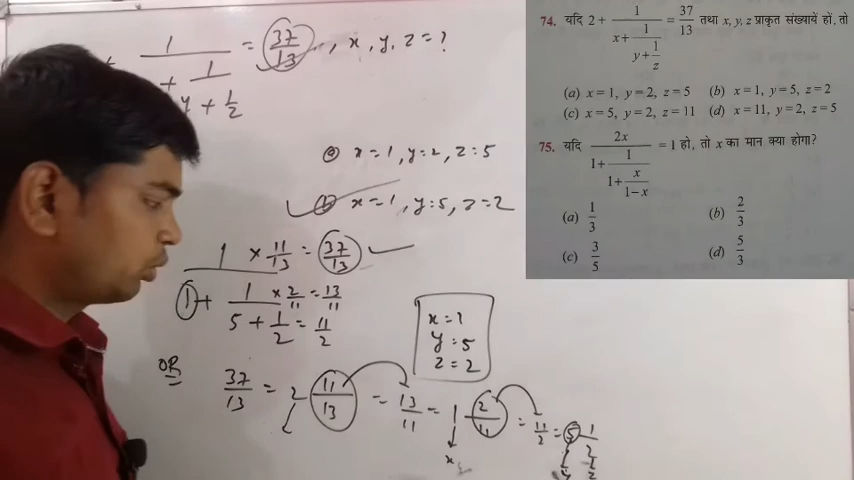 1 / 1 + 1/y + 1/2 = 37/13 , x, y, z = ?
(a) x = 1, y = 2, z = 5
(b) x = 1, y = 5, z = 2
1 × 11/13 = 37/13
1 + 1 × 2/11 = 13/11
5 + 1/2 = 11/2
x = 1
y = 5
z = 2
OR
37/13 = 2 11/13 = 13/11 = 1 2/11 = 11/2 = 5 1/2
x y z
74. यदि 2 + 1/(x + 1/(y + 1/z)) = 37/13 तथा x, y, z प्राकृत संख्यायें हों, तो
(a) x = 1, y = 2, z = 5 (b) x = 1, y = 5, z = 2
(c) x = 5, y = 2, z = 11 (d) x = 11, y = 2, z = 5
75. यदि 2x/(1 + 1/(1 + x/(1 − x))) = 1 हो, तो x का मान क्या होगा?
(a) 1/3 (b) 2/3
(c) 3/5 (d) 5/3